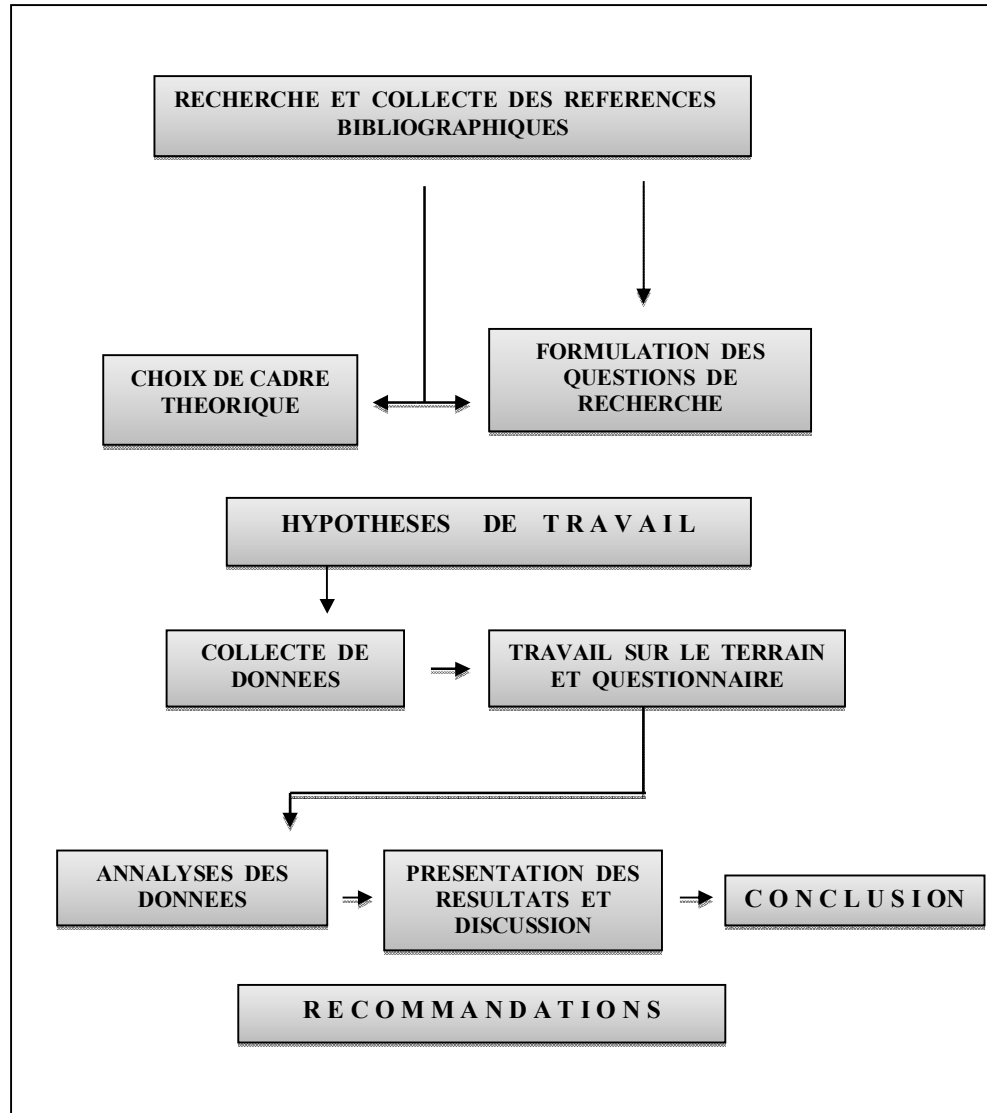 RECHERCHE ET COLLECTE DES REFERENCES
BIBLIOGRAPHIQUES
CHOIX DE CADRE
THEORIQUE
FORMULATION DES
QUESTIONS DE
RECHERCHE
HYPOTHESES DE T R A V A I L
COLLECTE DE
DONNEES
TRAVAIL SUR LE TERRAIN
ET QUESTIONNAIRE
ANNALYSES DES
DONNEES
PRESENTATION DES
RESULTATS ET
DISCUSSION
C O N C L U S I O N
R E C O M M A N D A T I O N S